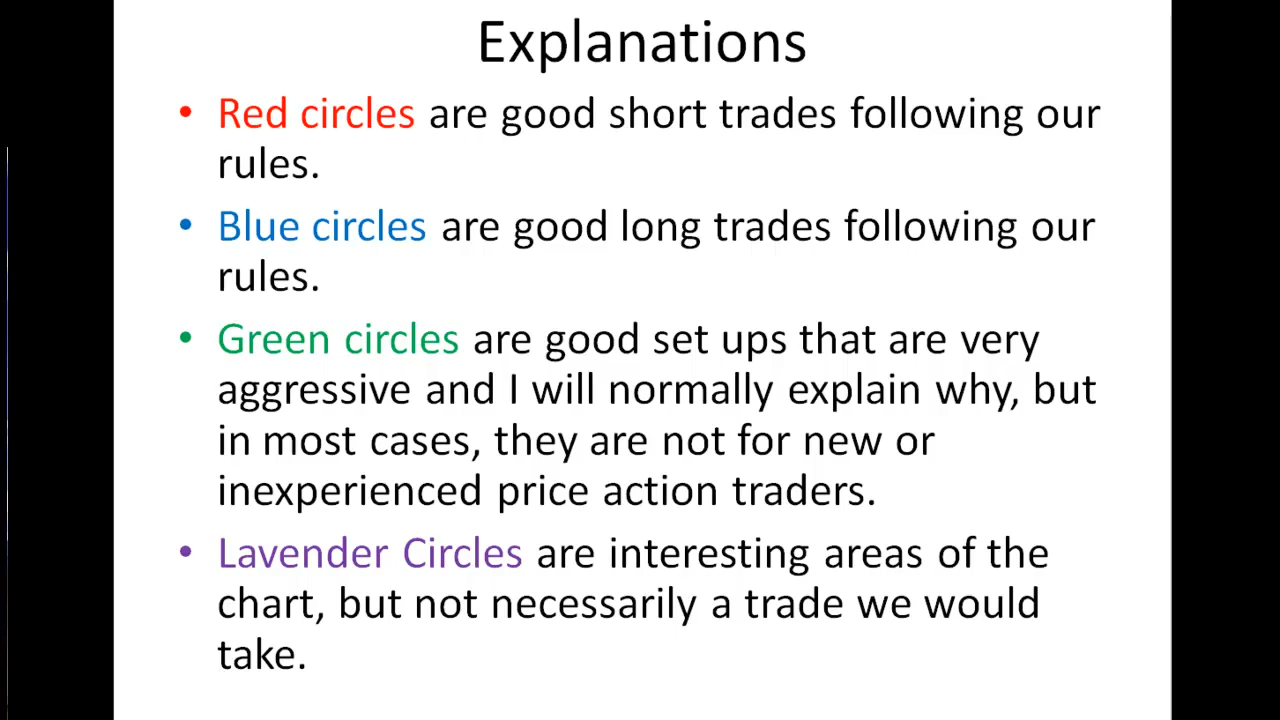 Explanations
• Red circles are good short trades following our
rules.
• Blue circles are good long trades following our
rules.
• Green circles are good set ups that are very
aggressive and I will normally explain why, but
in most cases, they are not for new or
inexperienced price action traders.
• Lavender Circles are interesting areas of the
chart, but not necessarily a trade we would
take.